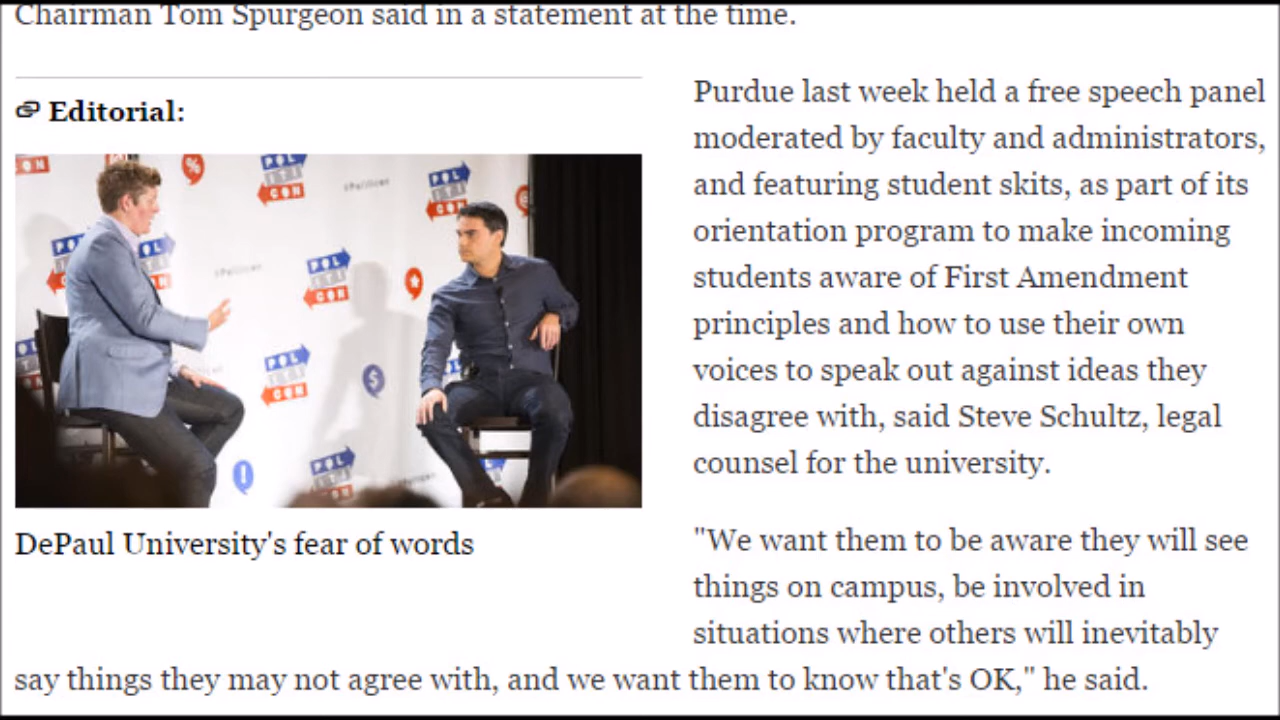 Chairman Tom Spurgeon said in a statement at the time.
Editorial:
POL
ITI
CON
DePaul University's fear of words
Purdue last week held a free speech panel
moderated by faculty and administrators,
and featuring student skits, as part of its
orientation program to make incoming
students aware of First Amendment
principles and how to use their own
voices to speak out against ideas they
disagree with, said Steve Schultz, legal
counsel for the university.
"We want them to be aware they will see
things on campus, be involved in
situations where others will inevitably
say things they may not agree with, and we want them to know that's OK," he said.